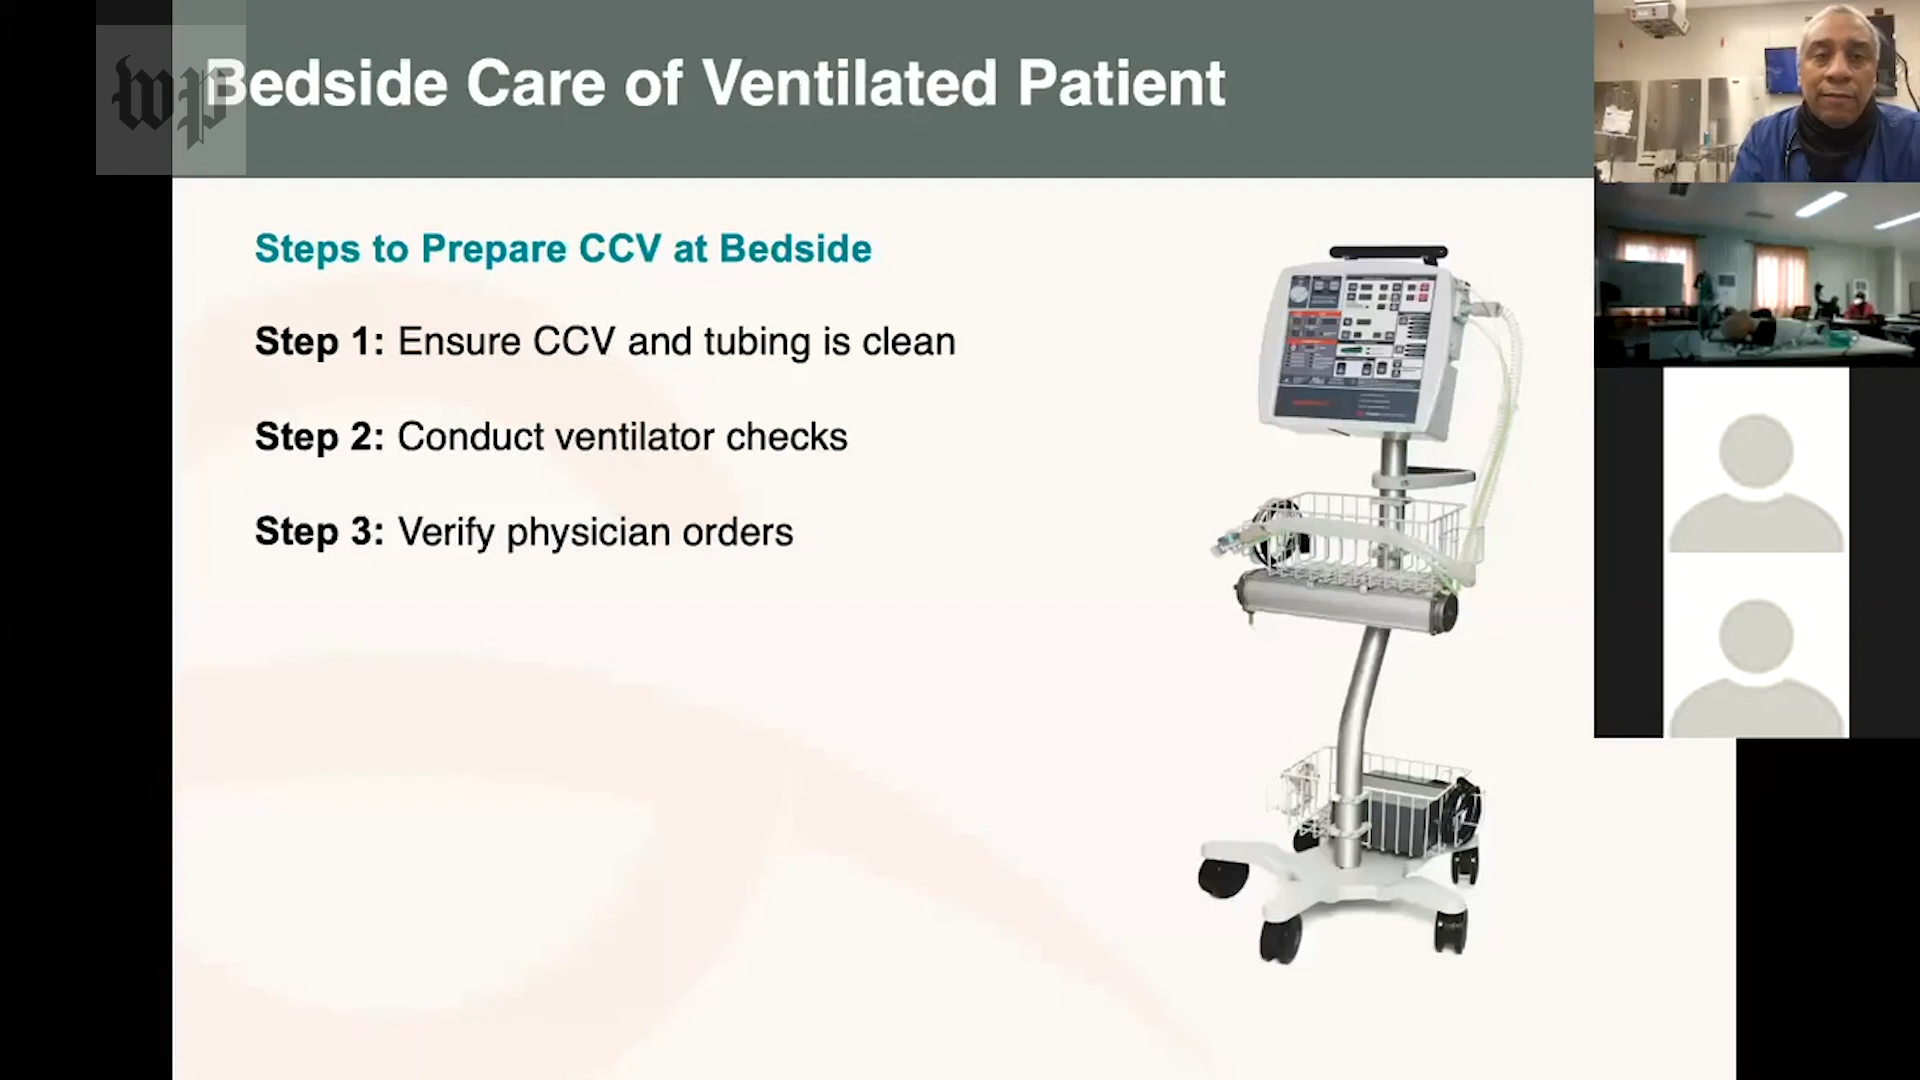 wp
Bedside Care of Ventilated Patient
Steps to Prepare CCV at Bedside
Step 1: Ensure CCV and tubing is clean
Step 2: Conduct ventilator checks
Step 3: Verify physician orders